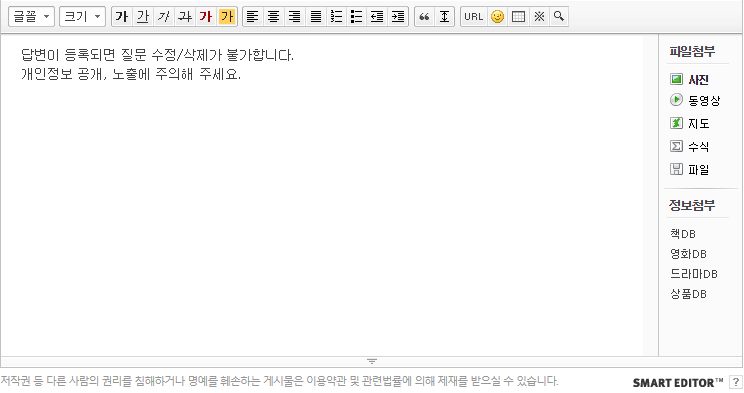 글꼴 크기 가 가 가 가 가 가 URL
답변이 등록되면 질문 수정/삭제가 불가합니다.
개인정보 공개, 노출에 주의해 주세요.
파일첨부
사진
동영상
지도
수식
파일
정보첨부
책DB
영화DB
드라마DB
상품DB
저작권 등 다른 사람의 권리를 침해하거나 명예를 훼손하는 게시물은 이용약관 및 관련법률에 의해 제재를 받으실 수 있습니다.
SMART EDITOR™ ?